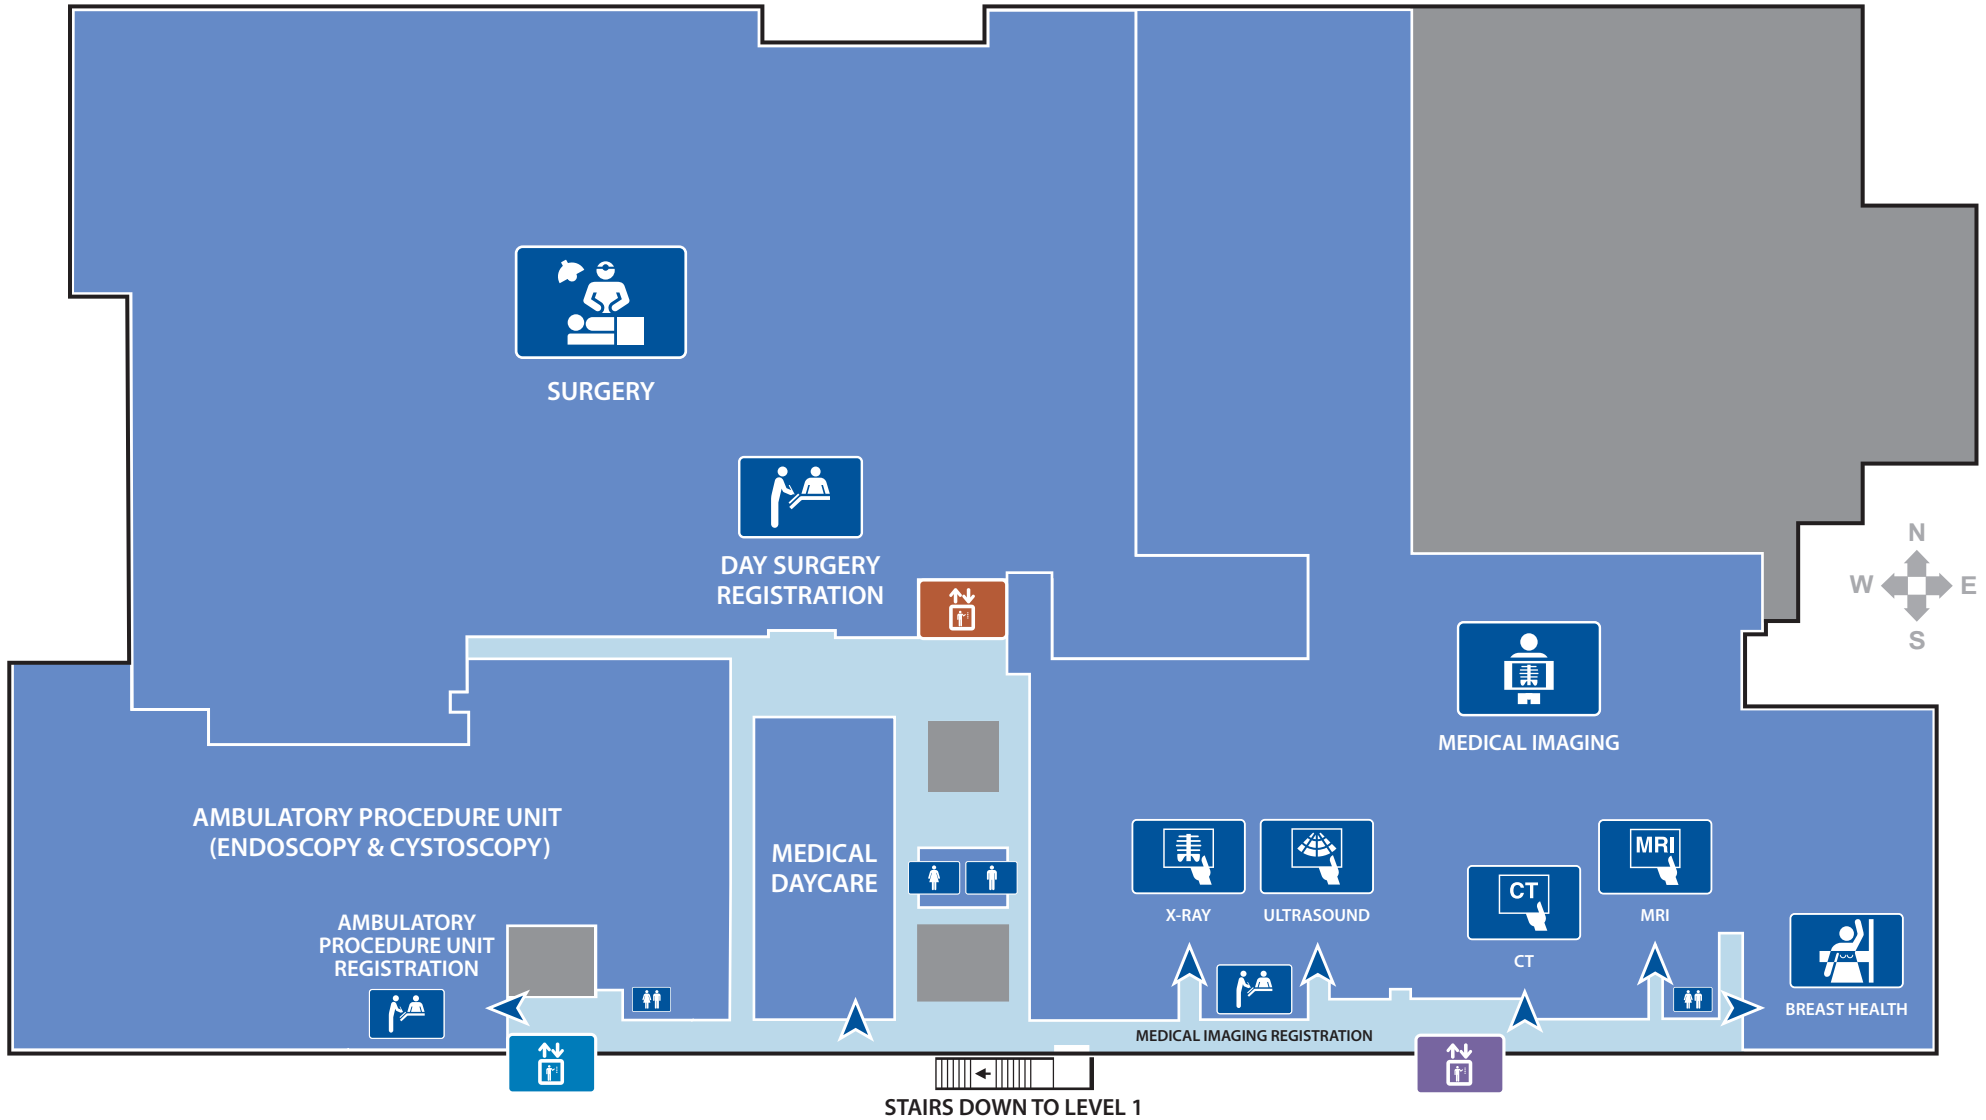 SURGERY
DAY SURGERY
REGISTRATION
N
W
E
S
MEDICAL IMAGING
AMBULATORY PROCEDURE UNIT
(ENDOSCOPY & CYSTOSCOPY)
MEDICAL
DAYCARE
CT
MRI
X-RAY
ULTRASOUND
MRI
CT
AMBULATORY
PROCEDURE UNIT
REGISTRATION
BREAST HEALTH
MEDICAL IMAGING REGISTRATION
STAIRS DOWN TO LEVEL 1